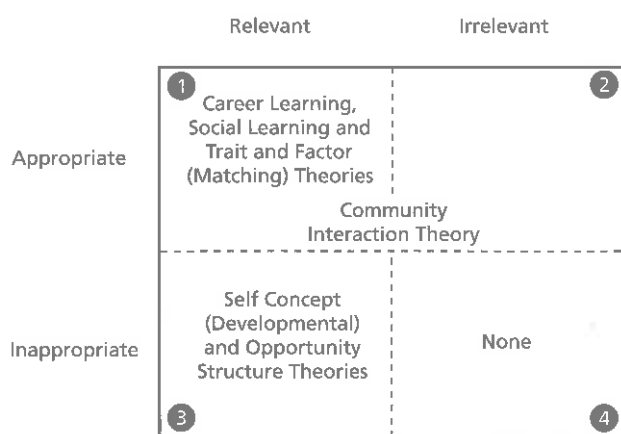 Relevant Irrelevant
1 2
Career Learning,
Social Learning and
Trait and Factor
(Matching) Theories
Appropriate
Community
Interaction Theory
Self Concept
(Developmental)
and Opportunity
Structure Theories
Inappropriate
None
3 4